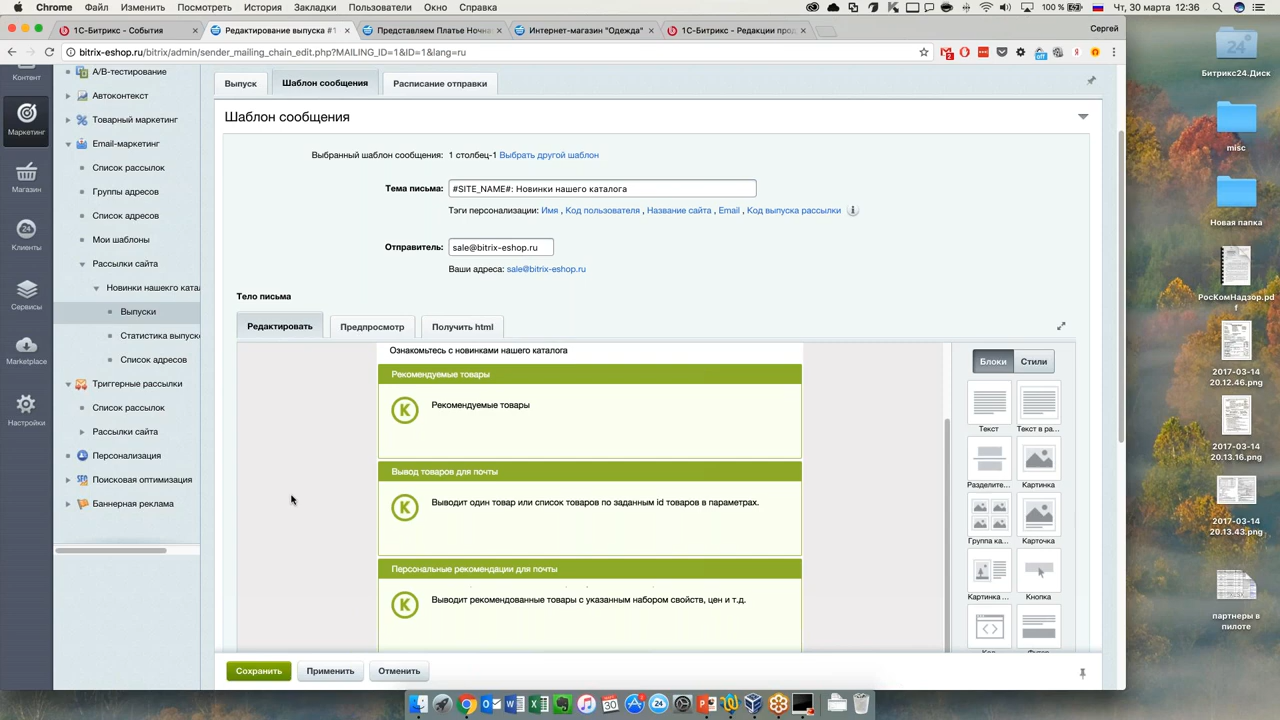 Chrome Файл Изменить Посмотреть История Закладки Пользователи Окно Справка
100 % Чт, 30 марта 12:36
1С-Битрикс - События
Редактирование выпуска #1
Представляем Платье Ночна
Интернет-магазин "Одежда"
1С-Битрикс - Редакции про
Сергей
bitrix-eshop.ru/bitrix/admin/sender_mailing_chain_edit.php?MAILING_ID=1&ID=1&lang=ru
Контент
Маркетинг
Магазин
24
Клиенты
Сервисы
Marketplace
Настройки
A/B-тестирование
Автоконтекст
Товарный маркетинг
Email-маркетинг
Список рассылок
Группы адресов
Список адресов
Мои шаблоны
Рассылки сайта
Новинки нашекго ката
Выпуски
Статистика выпуск
Список адресов
Триггерные рассылки
Список рассылок
Рассылки сайта
Персонализация
Поисковая оптимизация
Баннерная реклама
Выпуск
Шаблон сообщения
Расписание отправки
Шаблон сообщения
Выбранный шаблон сообщения: 1 столбец-1 Выбрать другой шаблон
Тема письма: #SITE_NAME#: Новинки нашего каталога
Тэги персонализации: Имя , Код пользователя , Название сайта , Email , Код выпуска рассылки
Отправитель: sale@bitrix-eshop.ru
Ваши адреса: sale@bitrix-eshop.ru
Тело письма
Редактировать
Предпросмотр
Получить html
Ознакомьтесь с новинками нашего каталога
Рекомендуемые товары
K Рекомендуемые товары
Вывод товаров для почты
K Выводит один товар или список товаров по заданным id товаров в параметрах.
Персональные рекомендации для почты
K Выводит рекомендованные товары с указанным набором свойств, цен и т.д.
Блоки Стили
Текст Текст в ра...
Разделите... Картинка
Группа ка... Карточка
Картинка ... Кнопка
Сохранить Применить Отменить
24
Битрикс24.Диск
misc
Новая папка
РосКомНадзор.pd
f
2017-03-14
20.12.46.png
2017-03-14
20.13.16.png
2017-03-14
20.13.43.png
партнеры в
пилоте